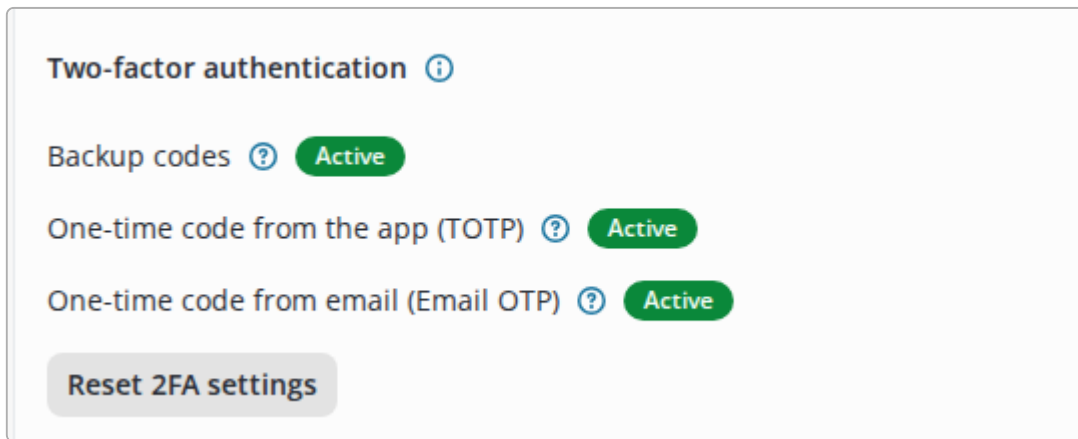 Two-factor authentication
Backup codes Active
One-time code from the app (TOTP) Active
One-time code from email (Email OTP) Active
Reset 2FA settings